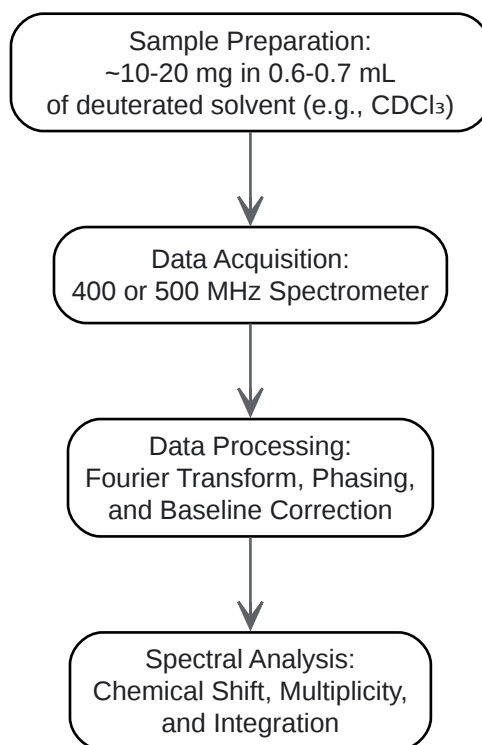 Sample Preparation:
~10-20 mg in 0.6-0.7 mL
of deuterated solvent (e.g., CDCl₃)
Data Acquisition:
400 or 500 MHz Spectrometer
Data Processing:
Fourier Transform, Phasing,
and Baseline Correction
Spectral Analysis:
Chemical Shift, Multiplicity,
and Integration